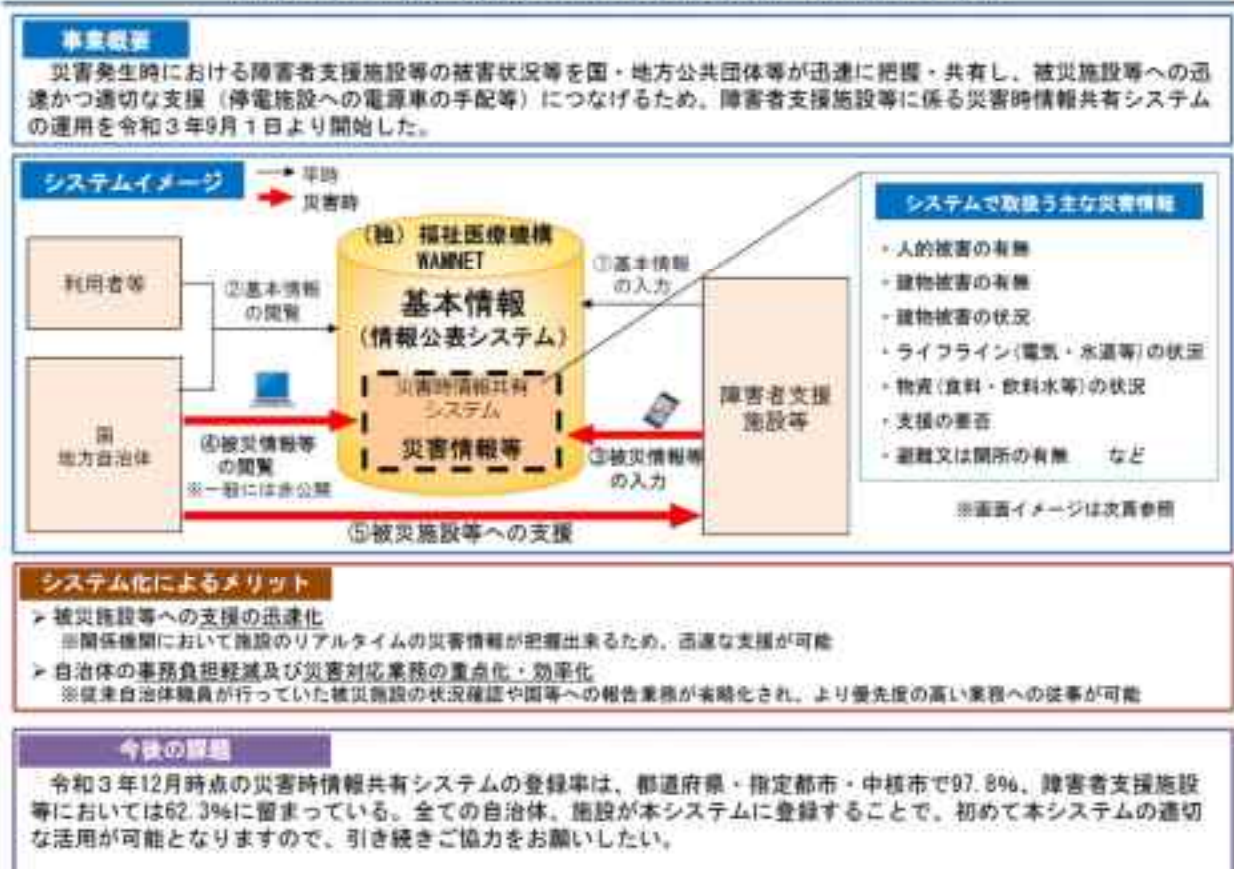 事業概要
災害発生時における障害者支援施設等の被害状況等を国・地方公共団体等が迅速に把握・共有し、被災施設等への迅
速かつ適切な支援（停電施設への電源車の手配等）につなげるため、障害者支援施設等に係る災害時情報共有システム
の運用を令和３年9月１日より開始した。
システムイメージ
平時
災害時
利用者等
国
地方自治体
②基本情報
の閲覧
④被災情報等
の閲覧
※一般には非公開
（独）福祉医療機構
WAMNET
基本情報
（情報公表システム）
災害時情報共有
システム
災害情報等
①基本情報
の入力
③被災情報等
の入力
⑤被災施設等への支援
障害者支援
施設等
システムで取扱う主な災害情報
・人的被害の有無
・建物被害の有無
・建物被害の状況
・ライフライン(電気・水道等)の状況
・物資(食料・飲料水等)の状況
・支援の要否
・避難又は開所の有無　など
※画面イメージは次頁参照
システム化によるメリット
➢ 被災施設等への支援の迅速化
※関係機関において施設のリアルタイムの災害情報が把握出来るため、迅速な支援が可能
➢ 自治体の事務負担軽減及び災害対応業務の重点化・効率化
※従来自治体職員が行っていた被災施設の状況確認や国等への報告業務が省略化され、より優先度の高い業務への従事が可能
今後の課題
令和３年12月時点の災害時情報共有システムの登録率は、都道府県・指定都市・中核市で97.8%、障害者支援施設
等においては62.3%に留まっている。全ての自治体、施設が本システムに登録することで、初めて本システムの適切
な活用が可能となりますので、引き続きご協力をお願いしたい。